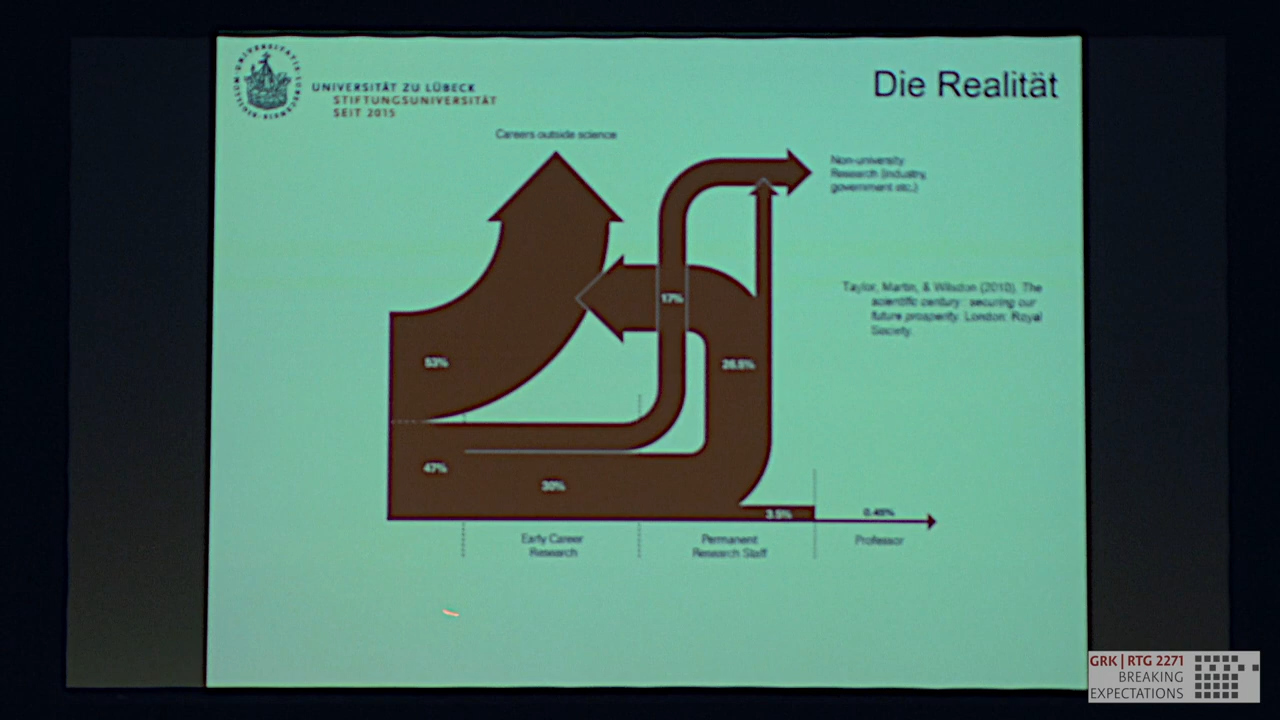 UNIVERSITÄT ZU LÜBECK
STIFTUNGSUNIVERSITÄT
SEIT 2015
Die Realität
Careers outside science
Non-university
Research (industry,
government etc.)
Taylor, Martin, & Wilsdon (2010). The
scientific century: securing our
future prosperity. London: Royal
Society.
17%
53%
26.5%
47%
30%
3.5%
0.45%
Early Career
Research
Permanent
Research Staff
Professor
GRK | RTG 2271
BREAKING
EXPECTATIONS